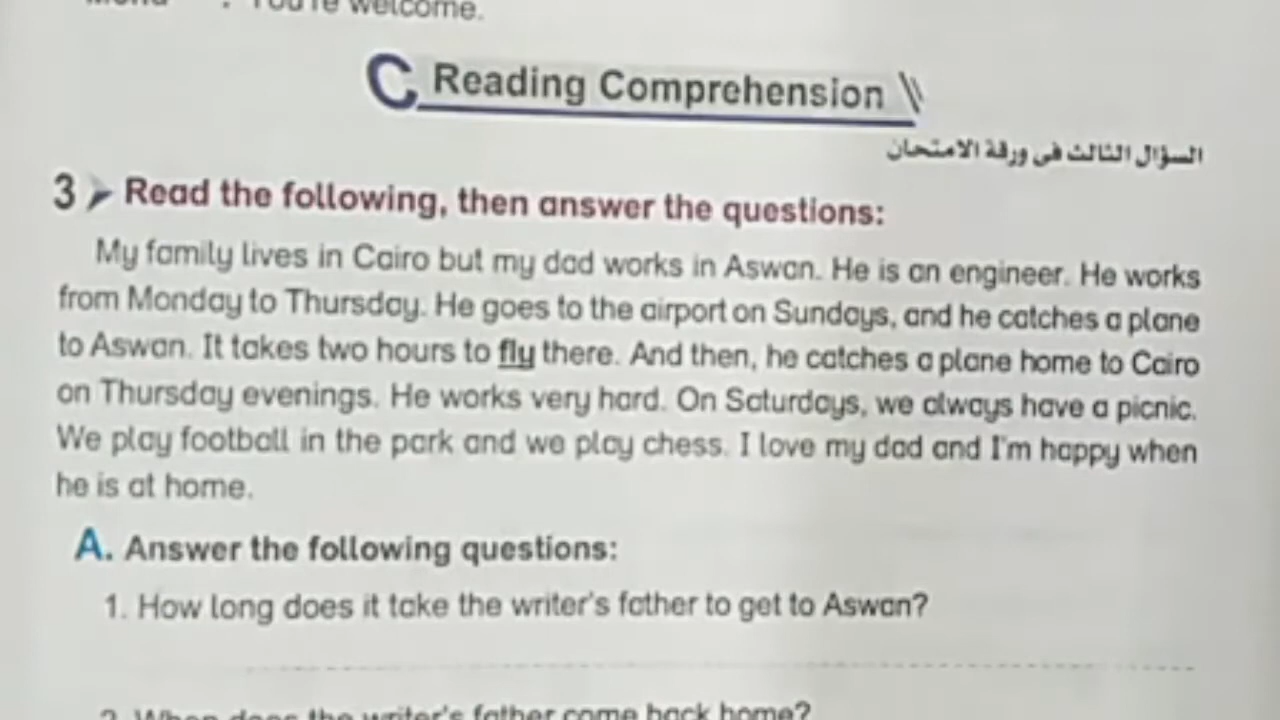 You're welcome.
C Reading Comprehension
السؤال الثالث فى ورقة الامتحان
3 Read the following, then answer the questions:
My family lives in Cairo but my dad works in Aswan. He is an engineer. He works
from Monday to Thursday. He goes to the airport on Sundays, and he catches a plane
to Aswan. It takes two hours to fly there. And then, he catches a plane home to Cairo
on Thursday evenings. He works very hard. On Saturdays, we always have a picnic.
We play football in the park and we play chess. I love my dad and I'm happy when
he is at home.
A. Answer the following questions:
1. How long does it take the writer's father to get to Aswan?
2. When does the writer's father come back home?